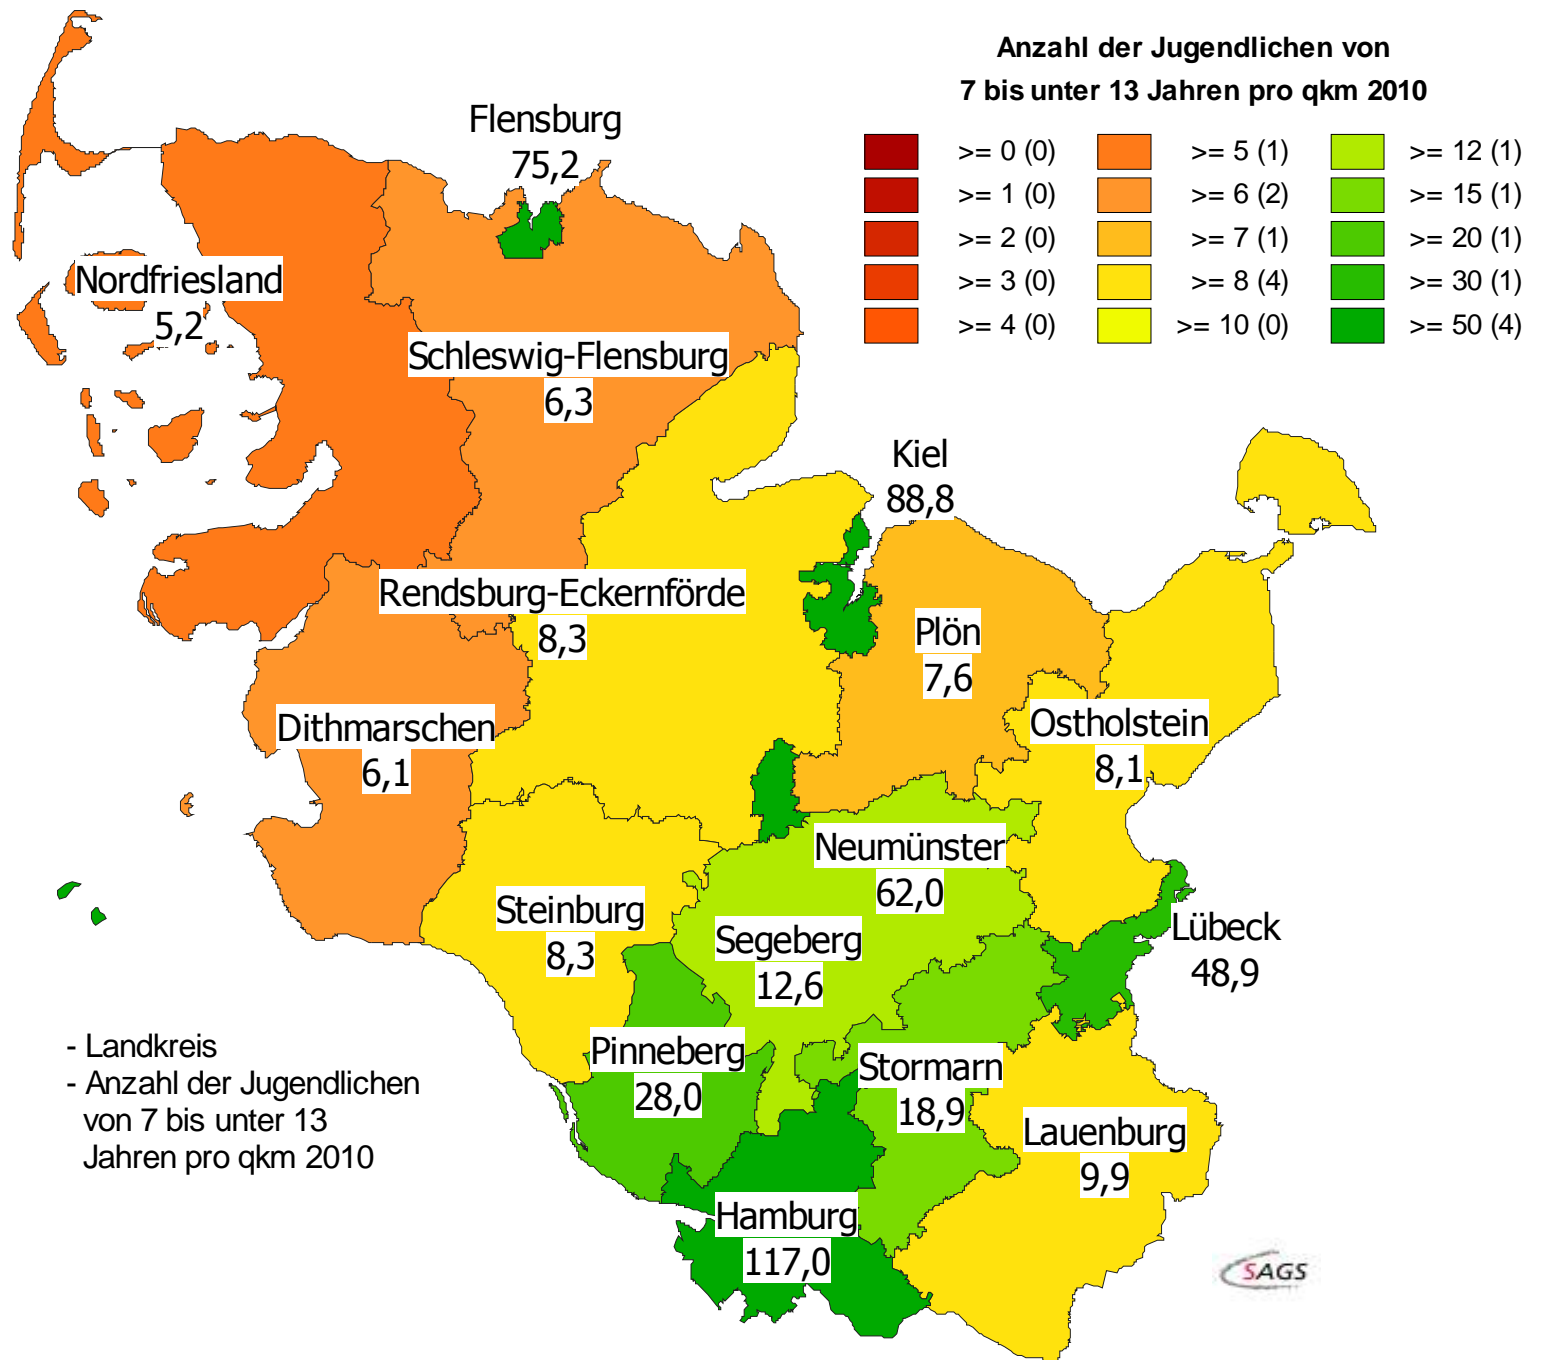 Anzahl der Jugendlichen von
7 bis unter 13 Jahren pro qkm 2010
>= 0 (0)
>= 1 (0)
>= 2 (0)
>= 3 (0)
>= 4 (0)
>= 5 (1)
>= 6 (2)
>= 7 (1)
>= 8 (4)
>= 10 (0)
>= 12 (1)
>= 15 (1)
>= 20 (1)
>= 30 (1)
>= 50 (4)
Flensburg
75,2
Nordfriesland
5,2
Schleswig-Flensburg
6,3
Kiel
88,8
Rendsburg-Eckernförde
8,3
Plön
7,6
Ostholstein
8,1
Dithmarschen
6,1
Neumünster
62,0
Steinburg
8,3
Segeberg
12,6
Lübeck
48,9
Pinneberg
28,0
Stormarn
18,9
Lauenburg
9,9
Hamburg
117,0
- Landkreis
- Anzahl der Jugendlichen
von 7 bis unter 13
Jahren pro qkm 2010
SAGS